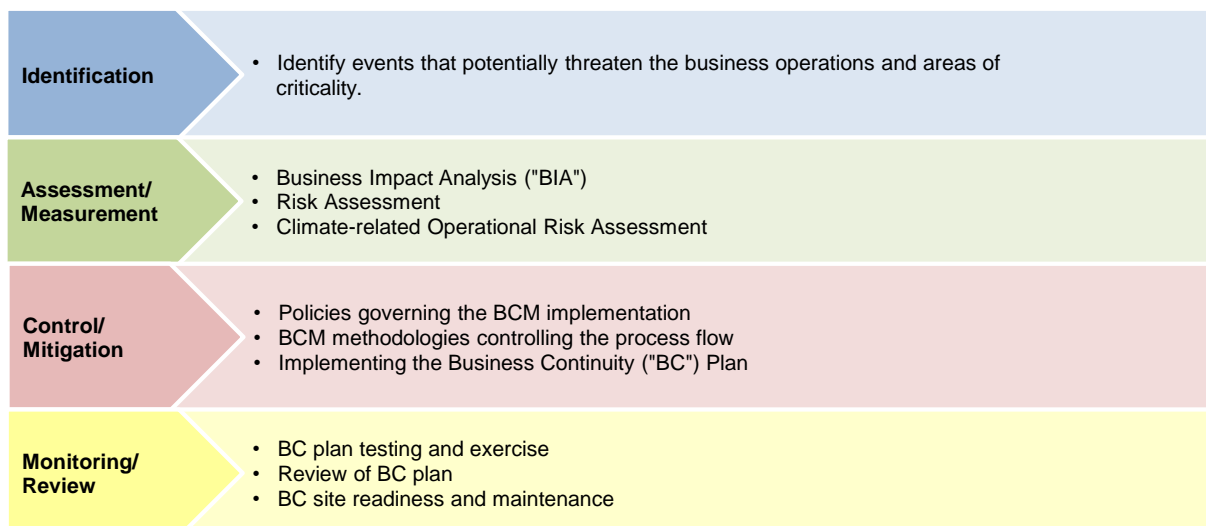 Identification
• Identify events that potentially threaten the business operations and areas of
criticality.
Assessment/
Measurement
• Business Impact Analysis ("BIA")
• Risk Assessment
• Climate-related Operational Risk Assessment
Control/
Mitigation
• Policies governing the BCM implementation
• BCM methodologies controlling the process flow
• Implementing the Business Continuity ("BC") Plan
Monitoring/
Review
• BC plan testing and exercise
• Review of BC plan
• BC site readiness and maintenance